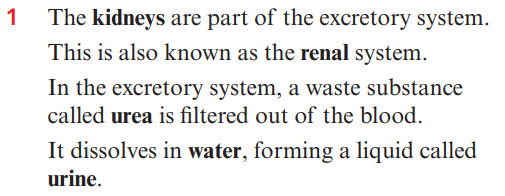 1 The kidneys are part of the excretory system.
This is also known as the renal system.
In the excretory system, a waste substance
called urea is filtered out of the blood.
It dissolves in water, forming a liquid called
urine.